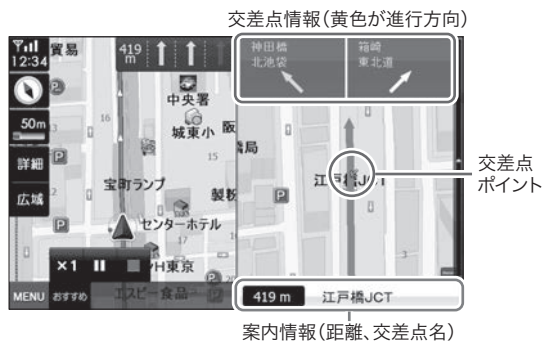 交差点情報（黄色が進行方向）
12:34
貿易
419
m
神田橋
北池袋
箱崎
東北道
中央署
城東小
阪
16
50m
15
詳細
宝町ランプ
広域
製粉
センターホテル
17
×1
H東京
MENU
おすすめ
エスビー食品
江戸橋JCT
3
419 m
江戸橋JCT
交差点
ポイント
案内情報（距離、交差点名）